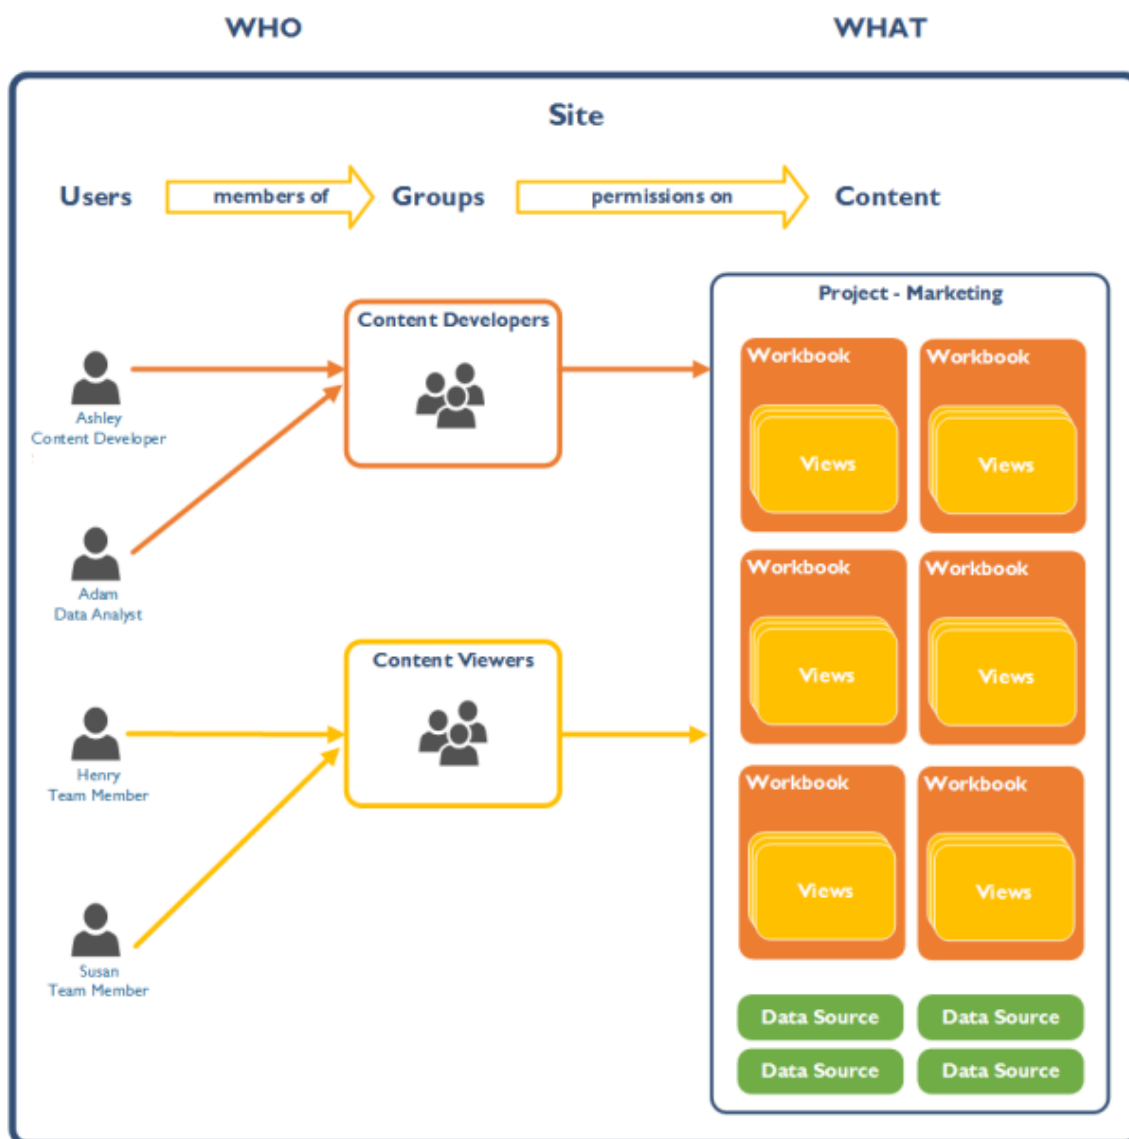 WHO
WHAT
Site
Users
members of
Groups
permissions on
Content
Ashley
Content Developer
Adam
Data Analyst
Henry
Team Member
Susan
Team Member
Content Developers
Content Viewers
Project - Marketing
Workbook
Workbook
Views
Views
Workbook
Workbook
Views
Views
Workbook
Workbook
Views
Views
Data Source
Data Source
Data Source
Data Source